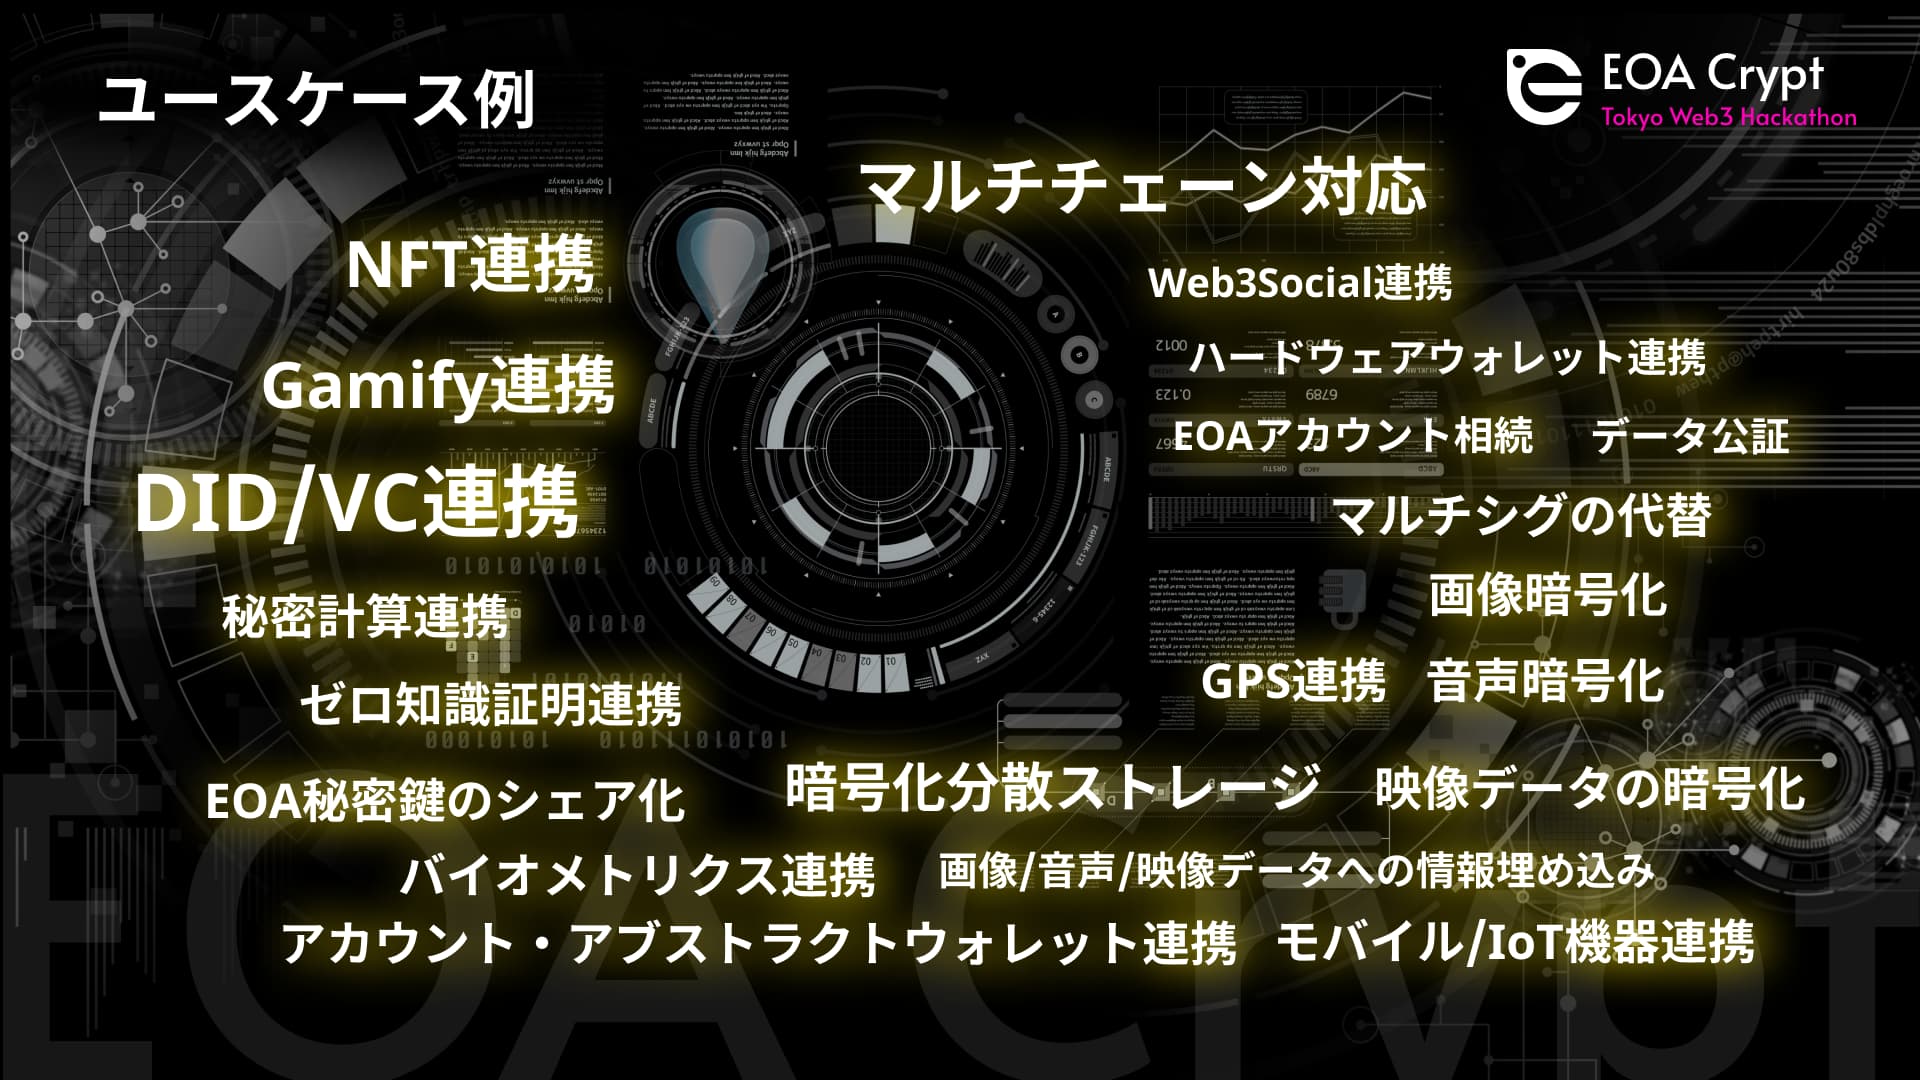 ユースケース例
EOA Crypt
Tokyo Web3 Hackathon
マルチチェーン対応
NFT連携
Web3Social連携
Gamify連携
ハードウェアウォレット連携
EOAアカウント相続 データ公証
DID/VC連携
マルチシグの代替
秘密計算連携
画像暗号化
ゼロ知識証明連携
GPS連携 音声暗号化
EOA秘密鍵のシェア化
暗号化分散ストレージ 映像データの暗号化
バイオメトリクス連携
画像/音声/映像データへの情報埋め込み
アカウント・アブストラクトウォレット連携 モバイル/IoT機器連携
EOA Crypt